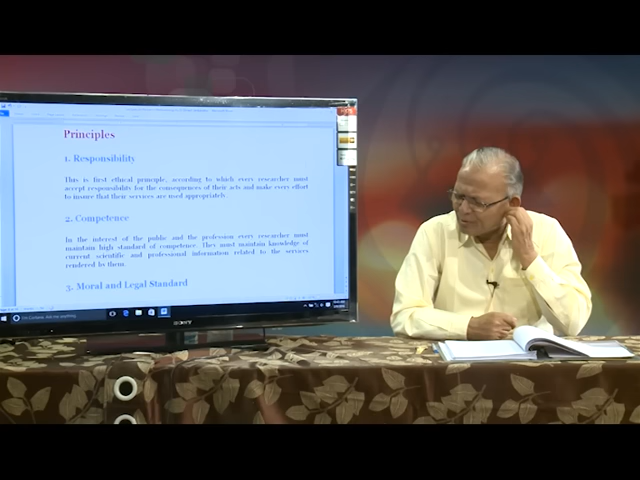 Principles
1. Responsibility
This is first ethical principle, according to which every researcher must
accept responsibility for the consequences of their acts and make every effort
to insure that their services are used appropriately.
2. Competence
In the interest of the public and the profession every researcher must
maintain high standard of competence. They must maintain knowledge of
current scientific and professional information related to the services
rendered by them.
3. Moral and Legal Standard
I'm Cortana. Ask me anything
SONY